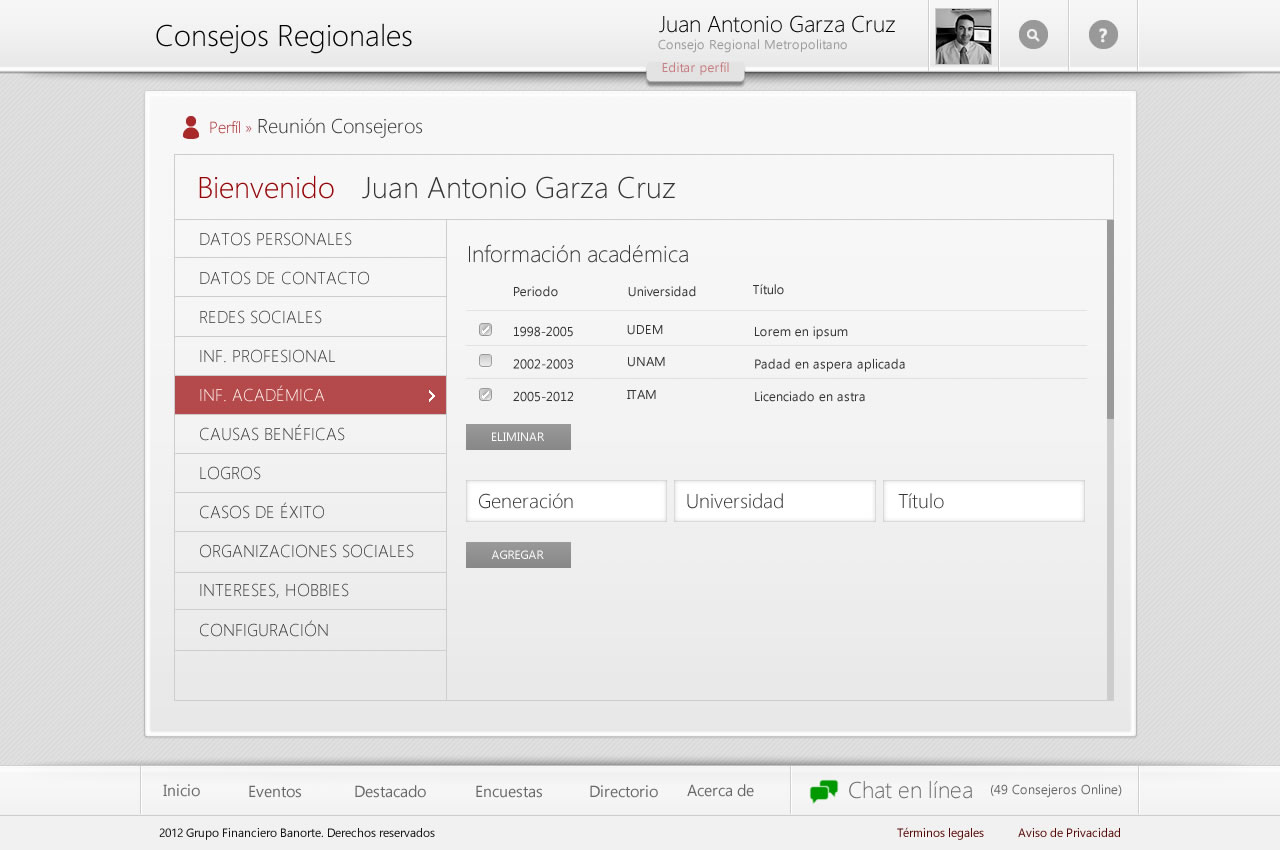 Consejos Regionales
Juan Antonio Garza Cruz
Consejo Regional Metropolitano
Editar perfil
?
Perfil » Reunión Consejeros
Bienvenido Juan Antonio Garza Cruz
DATOS PERSONALES
DATOS DE CONTACTO
REDES SOCIALES
INF. PROFESIONAL
INF. ACADÉMICA
CAUSAS BENÉFICAS
LOGROS
CASOS DE ÉXITO
ORGANIZACIONES SOCIALES
INTERESES, HOBBIES
CONFIGURACIÓN
Información académica
Periodo Universidad Título
1998-2005 UDEM Lorem en ipsum
2002-2003 UNAM Padad en aspera aplicada
2005-2012 ITAM Licenciado en astra
ELIMINAR
Generación Universidad Título
AGREGAR
Inicio Eventos Destacado Encuestas Directorio Acerca de Chat en línea (49 Consejeros Online)
2012 Grupo Financiero Banorte. Derechos reservados Términos legales Aviso de Privacidad